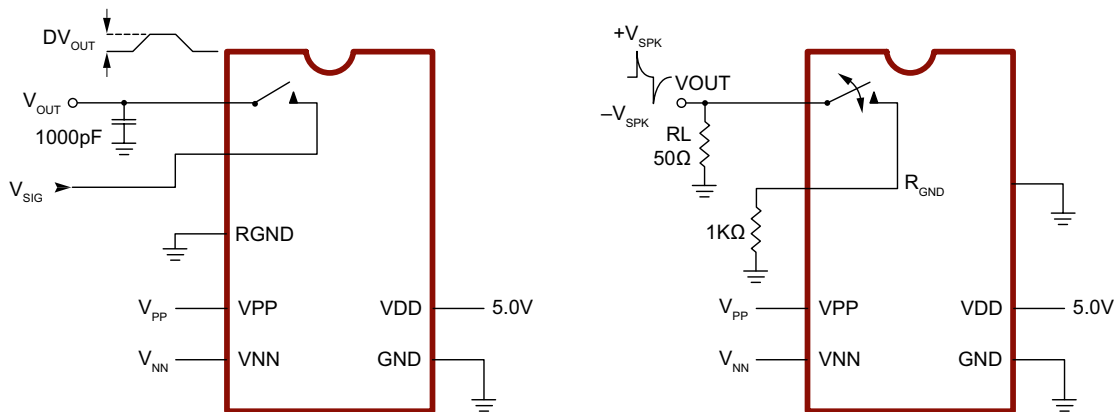 DV_OUT
V_OUT
1000pF
V_SIG
RGND
V_PP
VPP
VDD
5.0V
V_NN
VNN
GND
+V_SPK
VOUT
–V_SPK
RL
50Ω
R_GND
1KΩ
V_PP
VPP
VDD
5.0V
V_NN
VNN
GND